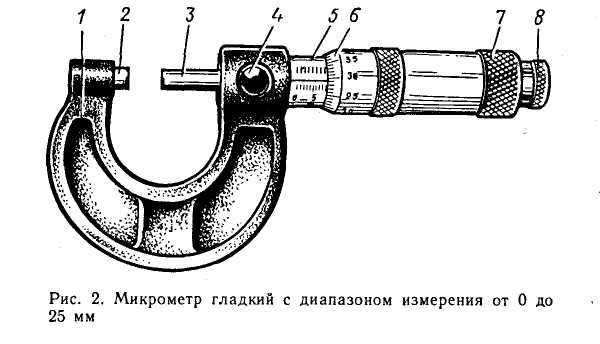 1 2 3 4 5 6 7 8
Рис. 2. Микрометр гладкий с диапазоном измерения от 0 до
25 мм